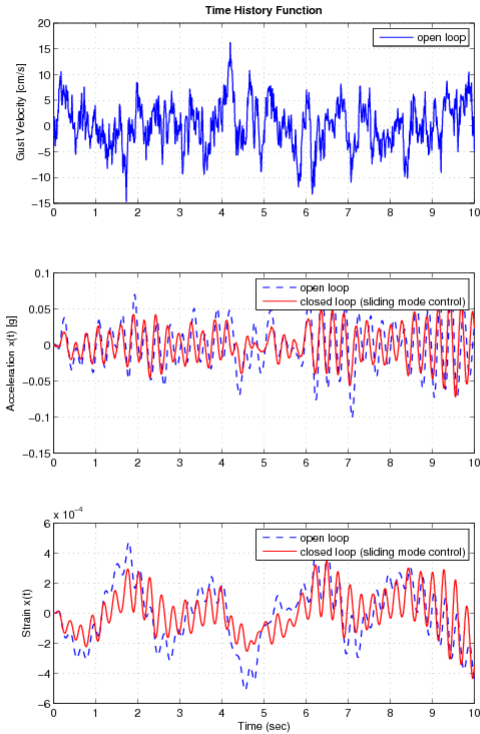 Time History Function
20
15
10
5
0
−5
−10
−15
Gust Velocity [cm/s]
open loop
0 1 2 3 4 5 6 7 8 9 10
0.1
0.05
0
−0.05
−0.1
−0.15
Acceleration x(t) [g]
open loop
closed loop (sliding mode control)
0 1 2 3 4 5 6 7 8 9 10
x 10⁻⁴
6
4
2
0
−2
−4
−6
Strain x(t)
open loop
closed loop (sliding mode control)
0 1 2 3 4 5 6 7 8 9 10
Time (sec)